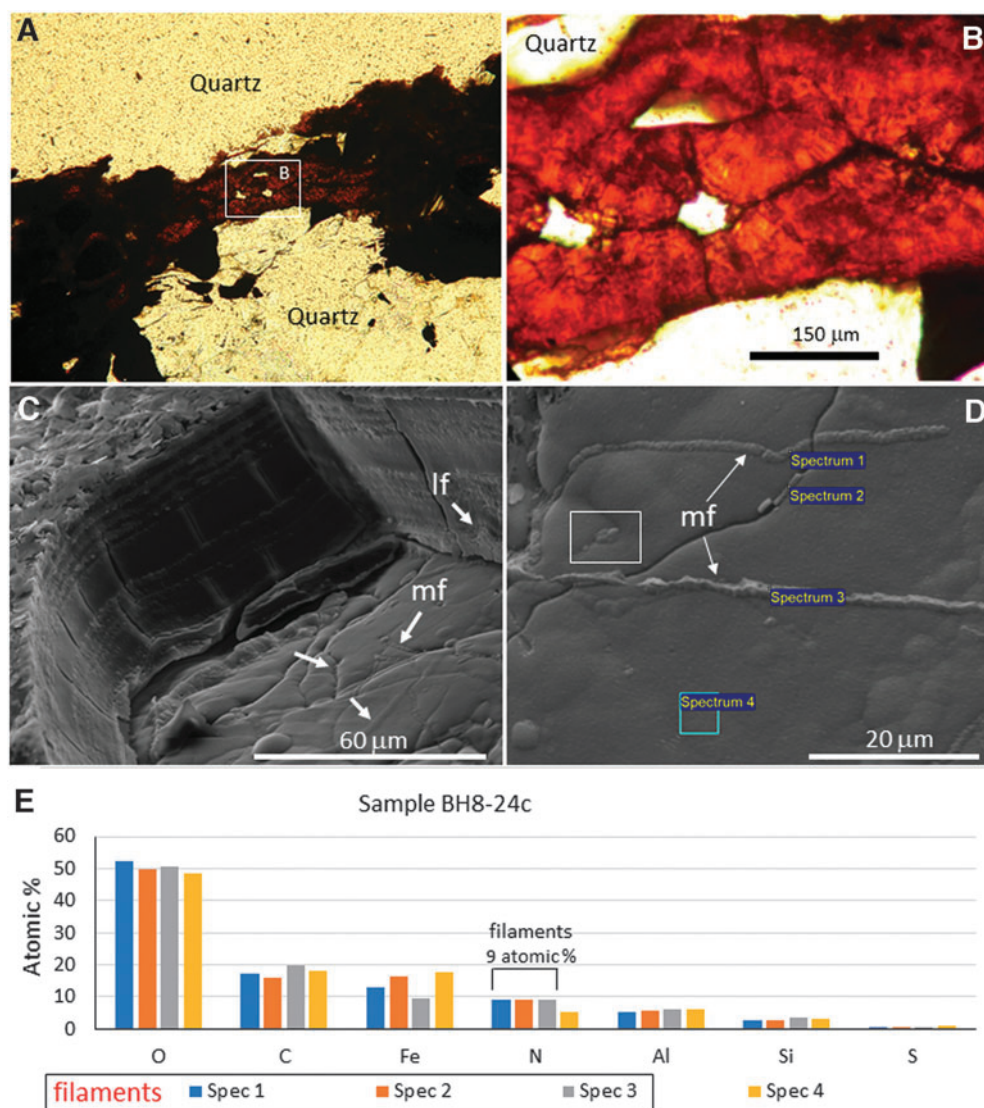 A
Quartz
B
Quartz
B
Quartz
150 μm
C
lf
mf
60 μm
D
Spectrum 1
Spectrum 2
mf
Spectrum 3
Spectrum 4
20 μm
E
Sample BH8-24c
Atomic %
60
50
40
30
20
10
0
filaments
9 atomic %
O C Fe N Al Si S
filaments Spec 1 Spec 2 Spec 3 Spec 4